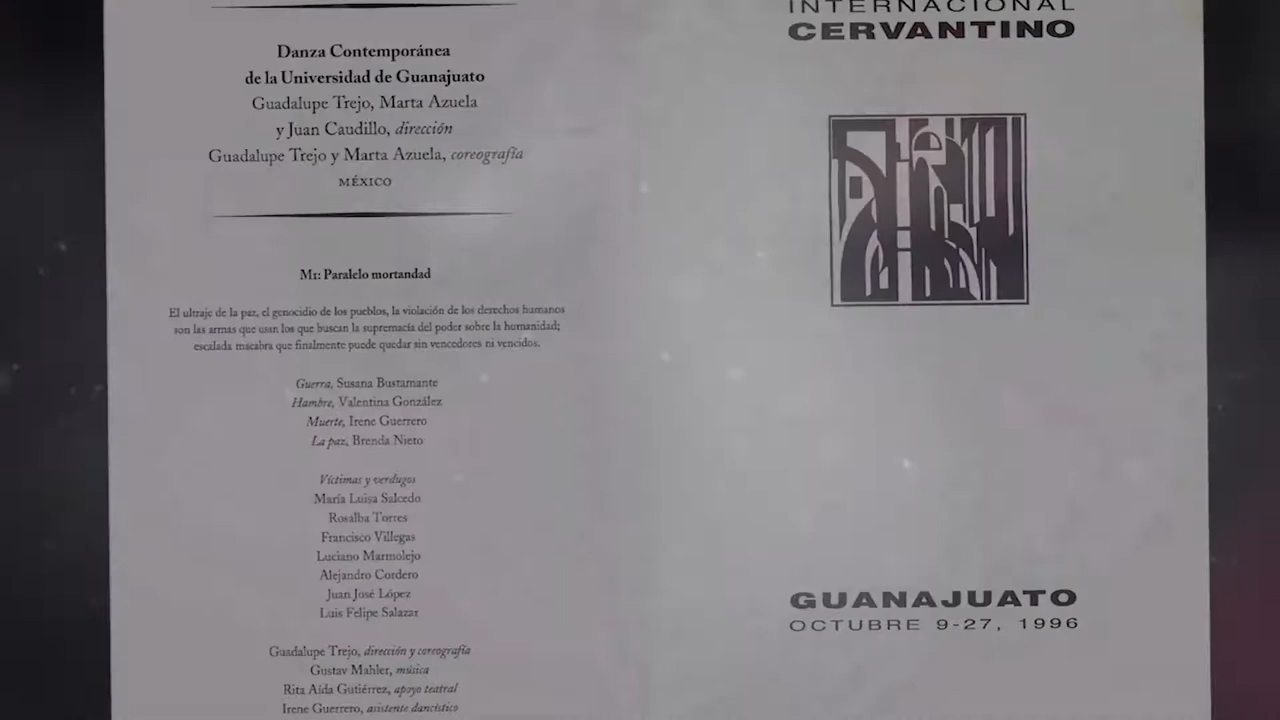 Danza Contemporánea
de la Universidad de Guanajuato
Guadalupe Trejo, Marta Azuela
y Juan Caudillo, dirección
Guadalupe Trejo y Marta Azuela, coreografía
MÉXICO
M1: Paralelo mortandad
El ultraje de la paz, el genocidio de los pueblos, la violación de los derechos humanos
son las armas que usan los que buscan la supremacía del poder sobre la humanidad;
escalada macabra que finalmente puede quedar sin vencedores ni vencidos.
Guerra, Susana Bustamante
Hambre, Valentina González
Muerte, Irene Guerrero
La paz, Brenda Nieto
Víctimas y verdugos
María Luisa Salcedo
Rosalba Torres
Francisco Villegas
Luciano Marmolejo
Alejandro Cordero
Juan José López
Luis Felipe Salazar
Guadalupe Trejo, dirección y coreografía
Gustav Mahler, música
Rita Aída Gutiérrez, apoyo teatral
Irene Guerrero, asistente dancístico
INTERNACIONAL
CERVANTINO
GUANAJUATO
OCTUBRE 9-27, 1996